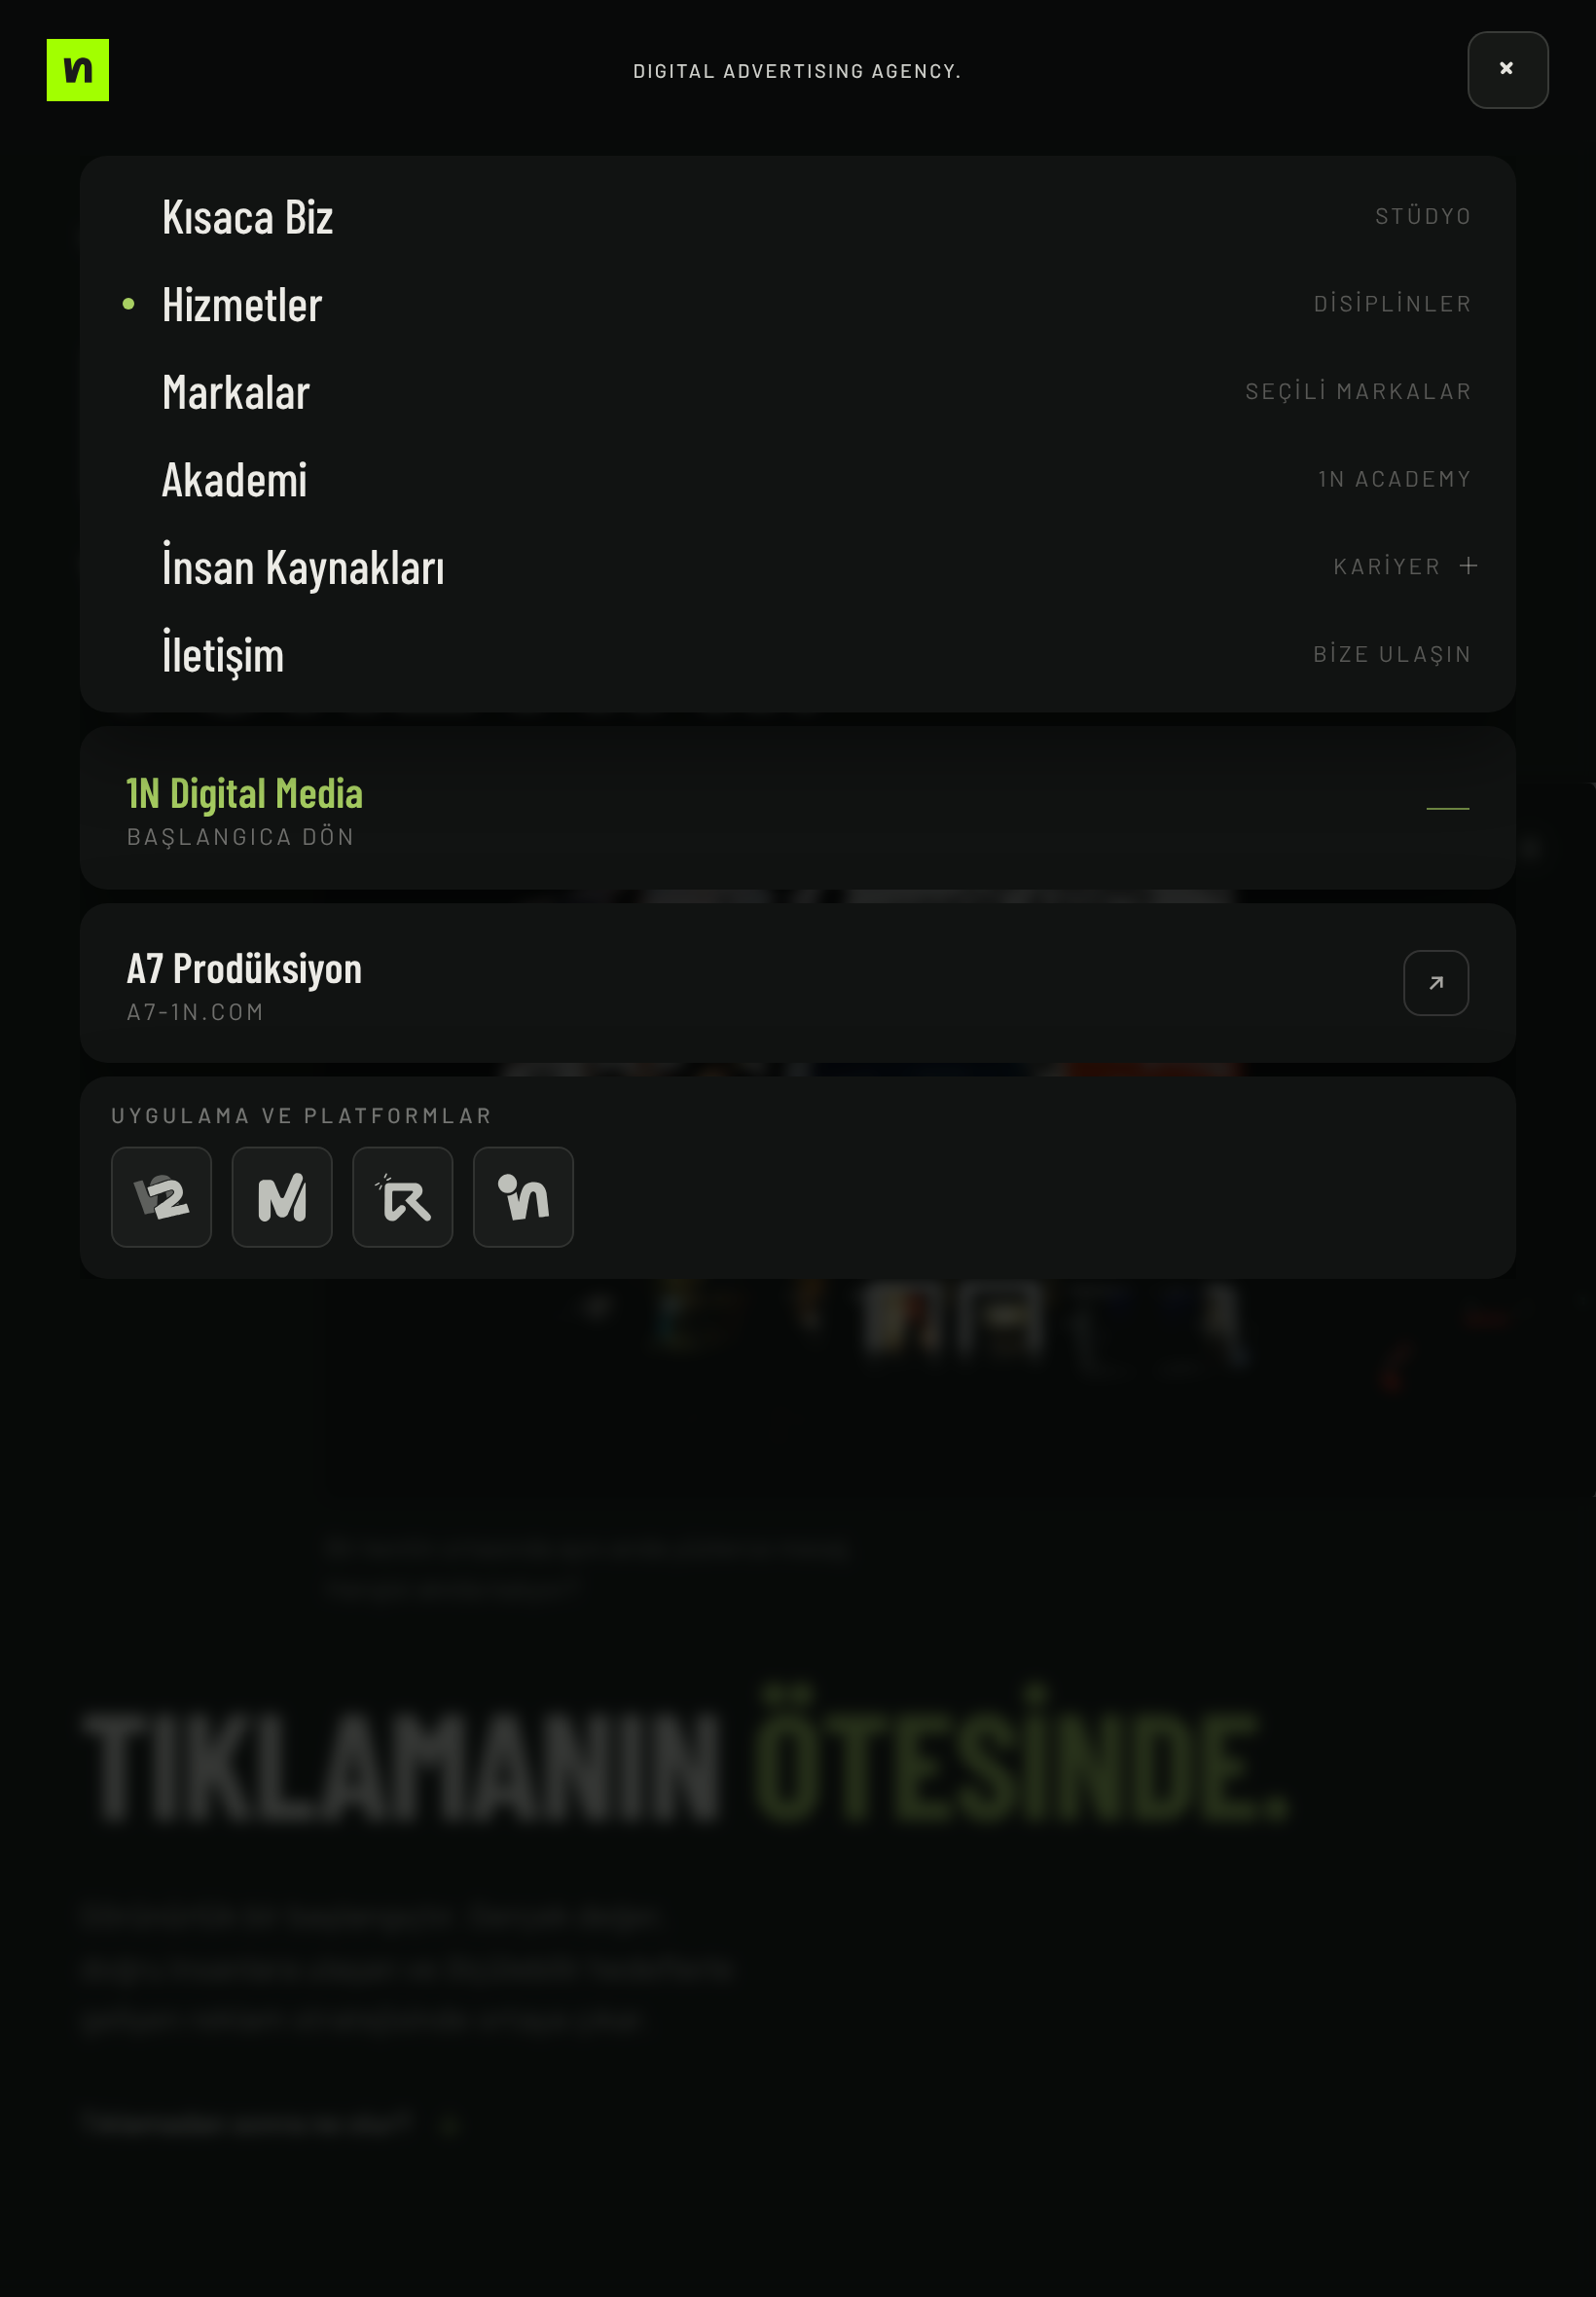 n
DIGITAL ADVERTISING AGENCY.
Kısaca Biz STÜDYO
Hizmetler DİSİPLİNLER
Markalar SEÇİLİ MARKALAR
Akademi 1N ACADEMY
İnsan Kaynakları KARİYER +
İletişim BİZE ULAŞIN
1N Digital Media
BAŞLANGICA DÖN
A7 Prodüksiyon
A7-1N.COM
UYGULAMA VE PLATFORMLAR
TIKLAMANIN ÖTESİNDE.